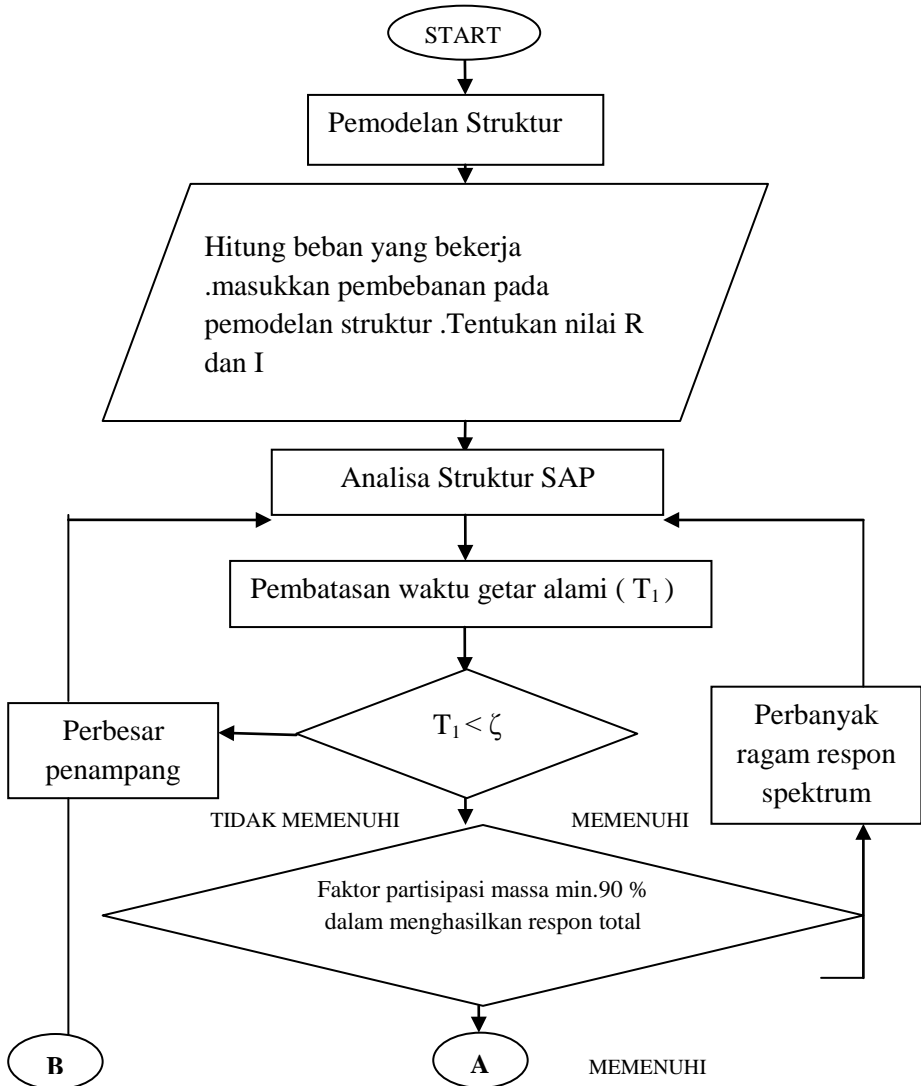 START
Pemodelan Struktur
Hitung beban yang bekerja
.masukkan pembebanan pada
pemodelan struktur .Tentukan nilai R
dan I
Analisa Struktur SAP
Pembatasan waktu getar alami ( T₁ )
T₁ < ζ
Perbesar
penampang
Perbanyak
ragam respon
spektrum
TIDAK MEMENUHI
MEMENUHI
Faktor partisipasi massa min.90 %
dalam menghasilkan respon total
B
A
MEMENUHI